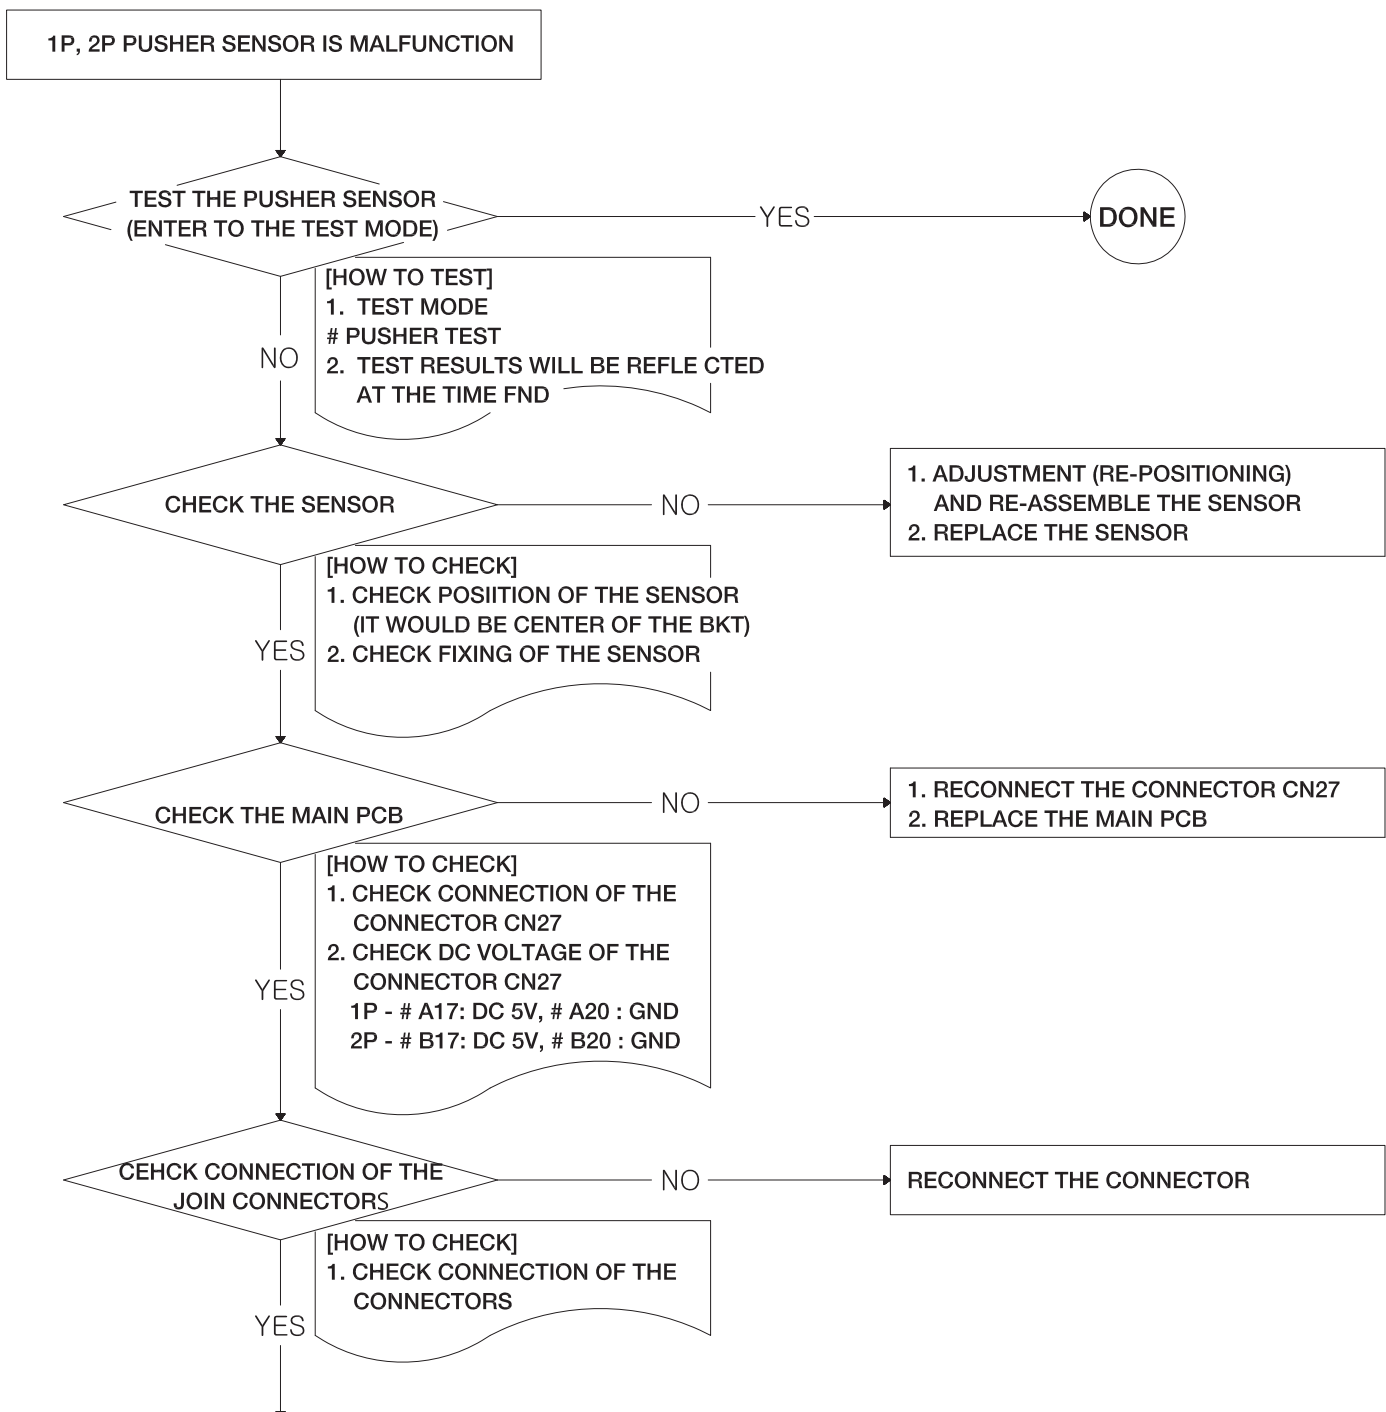 1P, 2P PUSHER SENSOR IS MALFUNCTION
TEST THE PUSHER SENSOR
(ENTER TO THE TEST MODE)
YES
DONE
[HOW TO TEST]
1. TEST MODE
# PUSHER TEST
2. TEST RESULTS WILL BE REFLE CTED
AT THE TIME FND
NO
CHECK THE SENSOR
NO
1. ADJUSTMENT (RE-POSITIONING)
AND RE-ASSEMBLE THE SENSOR
2. REPLACE THE SENSOR
[HOW TO CHECK]
1. CHECK POSIITION OF THE SENSOR
(IT WOULD BE CENTER OF THE BKT)
2. CHECK FIXING OF THE SENSOR
YES
CHECK THE MAIN PCB
NO
1. RECONNECT THE CONNECTOR CN27
2. REPLACE THE MAIN PCB
[HOW TO CHECK]
1. CHECK CONNECTION OF THE
CONNECTOR CN27
2. CHECK DC VOLTAGE OF THE
CONNECTOR CN27
1P - # A17: DC 5V, # A20 : GND
2P - # B17: DC 5V, # B20 : GND
YES
CEHCK CONNECTION OF THE
JOIN CONNECTORS
NO
RECONNECT THE CONNECTOR
[HOW TO CHECK]
1. CHECK CONNECTION OF THE
CONNECTORS
YES